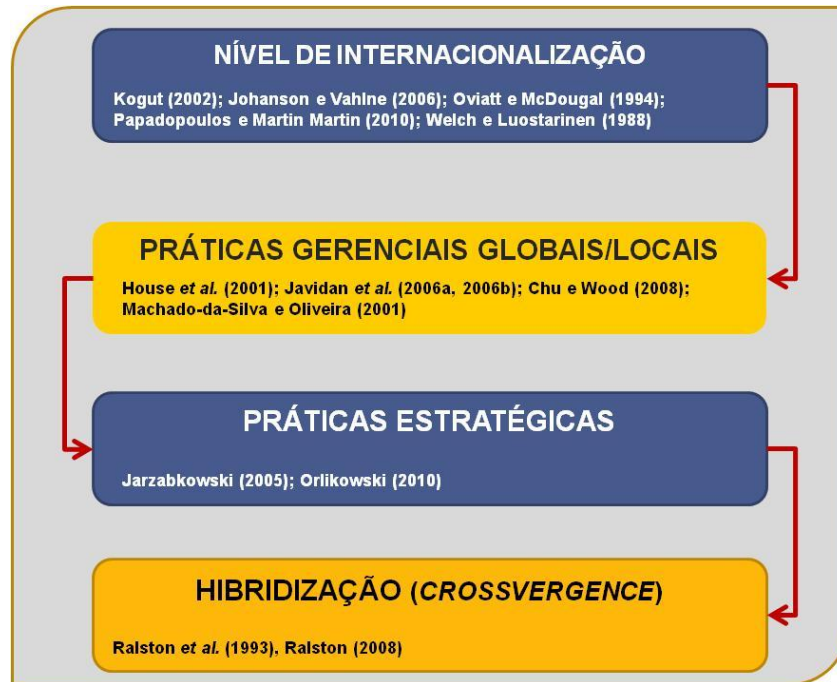 NÍVEL DE INTERNACIONALIZAÇÃO
Kogut (2002); Johanson e Vahlne (2006); Oviatt e McDougal (1994);
Papadopoulos e Martin Martin (2010); Welch e Luostarinen (1988)
PRÁTICAS GERENCIAIS GLOBAIS/LOCAIS
House et al. (2001); Javidan et al. (2006a, 2006b); Chu e Wood (2008);
Machado-da-Silva e Oliveira (2001)
PRÁTICAS ESTRATÉGICAS
Jarzabkowski (2005); Orlikowski (2010)
HIBRIDIZAÇÃO (CROSSVERGENCE)
Ralston et al. (1993), Ralston (2008)